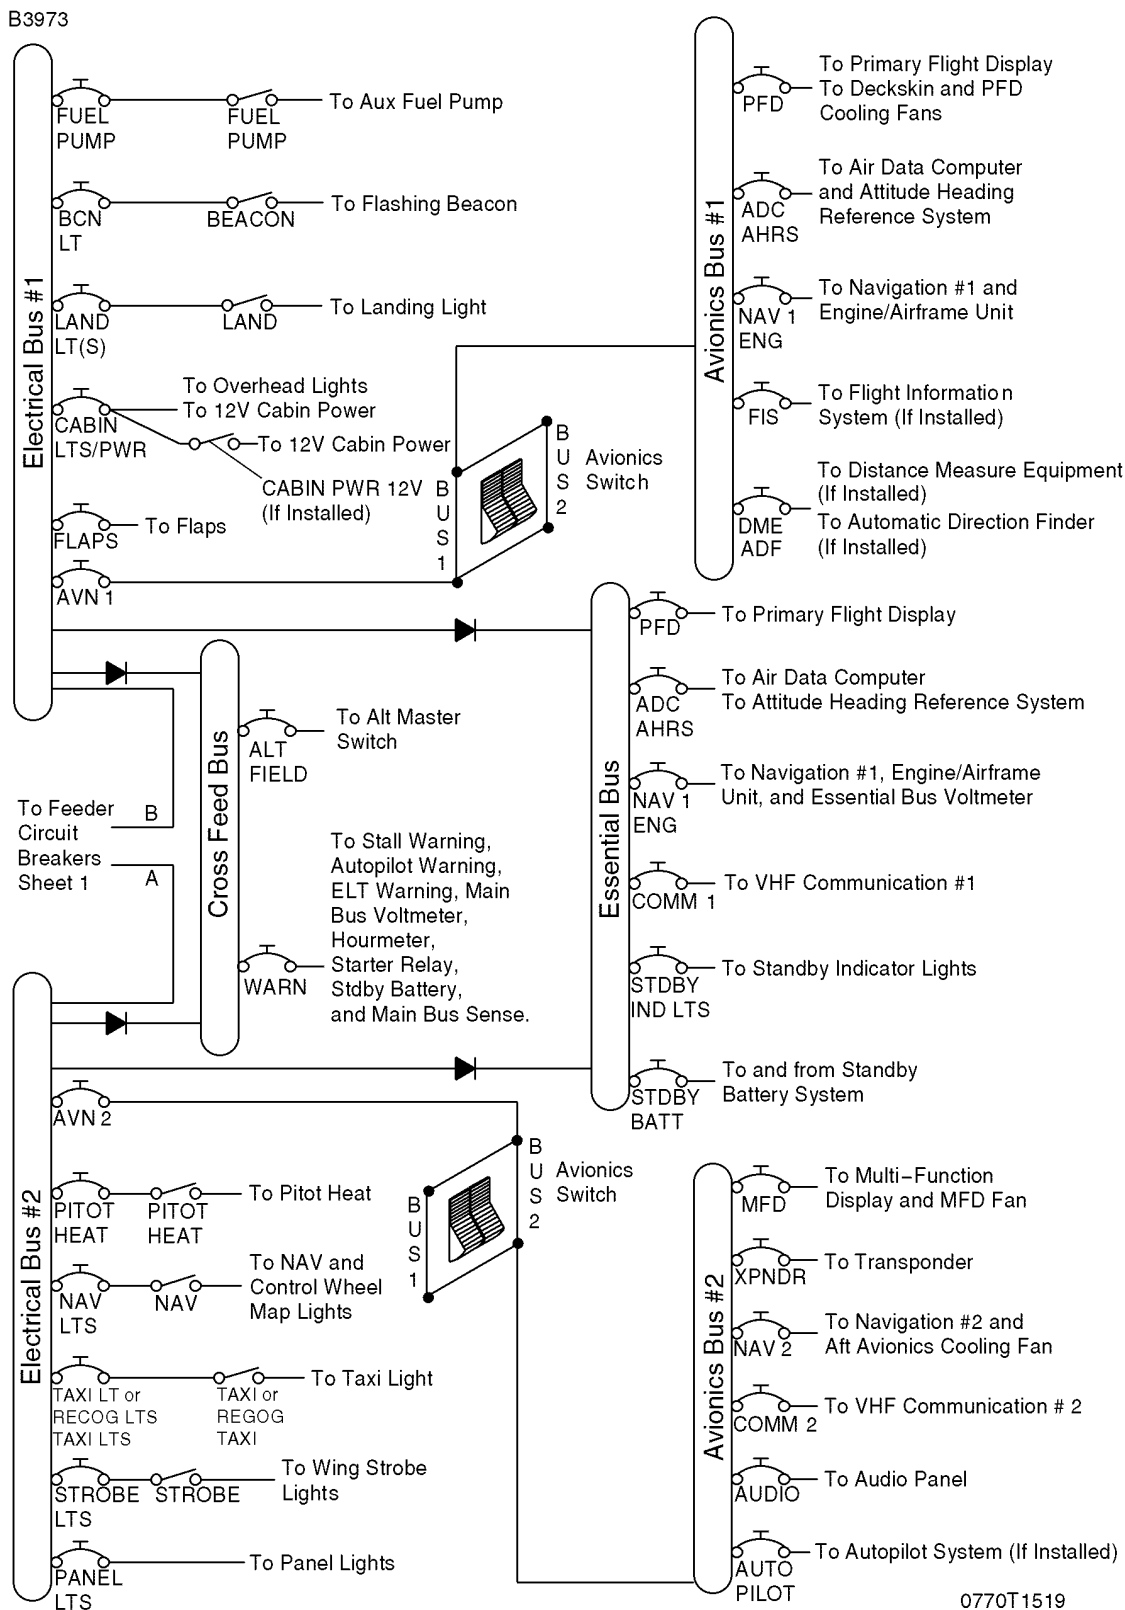 B3973
Electrical Bus #1
FUEL
PUMP
FUEL
PUMP
To Aux Fuel Pump
BCN
LT
BEACON
To Flashing Beacon
LAND
LT(S)
LAND
To Landing Light
CABIN
LTS/PWR
To Overhead Lights
To 12V Cabin Power
To 12V Cabin Power
CABIN PWR 12V
(If Installed)
FLAPS
To Flaps
AVN 1
BUS 1
BUS 2
Avionics
Switch
Avionics Bus #1
PFD
To Primary Flight Display
To Deckskin and PFD
Cooling Fans
ADC
AHRS
To Air Data Computer
and Attitude Heading
Reference System
NAV 1
ENG
To Navigation #1 and
Engine/Airframe Unit
FIS
To Flight Information
System (If Installed)
DME
ADF
To Distance Measure Equipment
(If Installed)
To Automatic Direction Finder
(If Installed)
Cross Feed Bus
ALT
FIELD
To Alt Master
Switch
WARN
To Stall Warning,
Autopilot Warning,
ELT Warning, Main
Bus Voltmeter,
Hourmeter,
Starter Relay,
Stdby Battery,
and Main Bus Sense.
To Feeder
Circuit
Breakers
Sheet 1
B
A
Essential Bus
PFD
To Primary Flight Display
ADC
AHRS
To Air Data Computer
To Attitude Heading Reference System
NAV 1
ENG
To Navigation #1, Engine/Airframe
Unit, and Essential Bus Voltmeter
COMM 1
To VHF Communication #1
STDBY
IND LTS
To Standby Indicator Lights
STDBY
BATT
To and from Standby
Battery System
Electrical Bus #2
AVN 2
PITOT
HEAT
PITOT
HEAT
To Pitot Heat
NAV
LTS
NAV
To NAV and
Control Wheel
Map Lights
TAXI LT or
RECOG LTS
TAXI LTS
TAXI or
REGOG
TAXI
To Taxi Light
STROBE
LTS
STROBE
To Wing Strobe
Lights
PANEL
LTS
To Panel Lights
BUS 1
BUS 2
Avionics
Switch
Avionics Bus #2
MFD
To Multi-Function
Display and MFD Fan
XPNDR
To Transponder
NAV 2
To Navigation #2 and
Aft Avionics Cooling Fan
COMM 2
To VHF Communication # 2
AUDIO
To Audio Panel
AUTO
PILOT
To Autopilot System (If Installed)
0770T1519